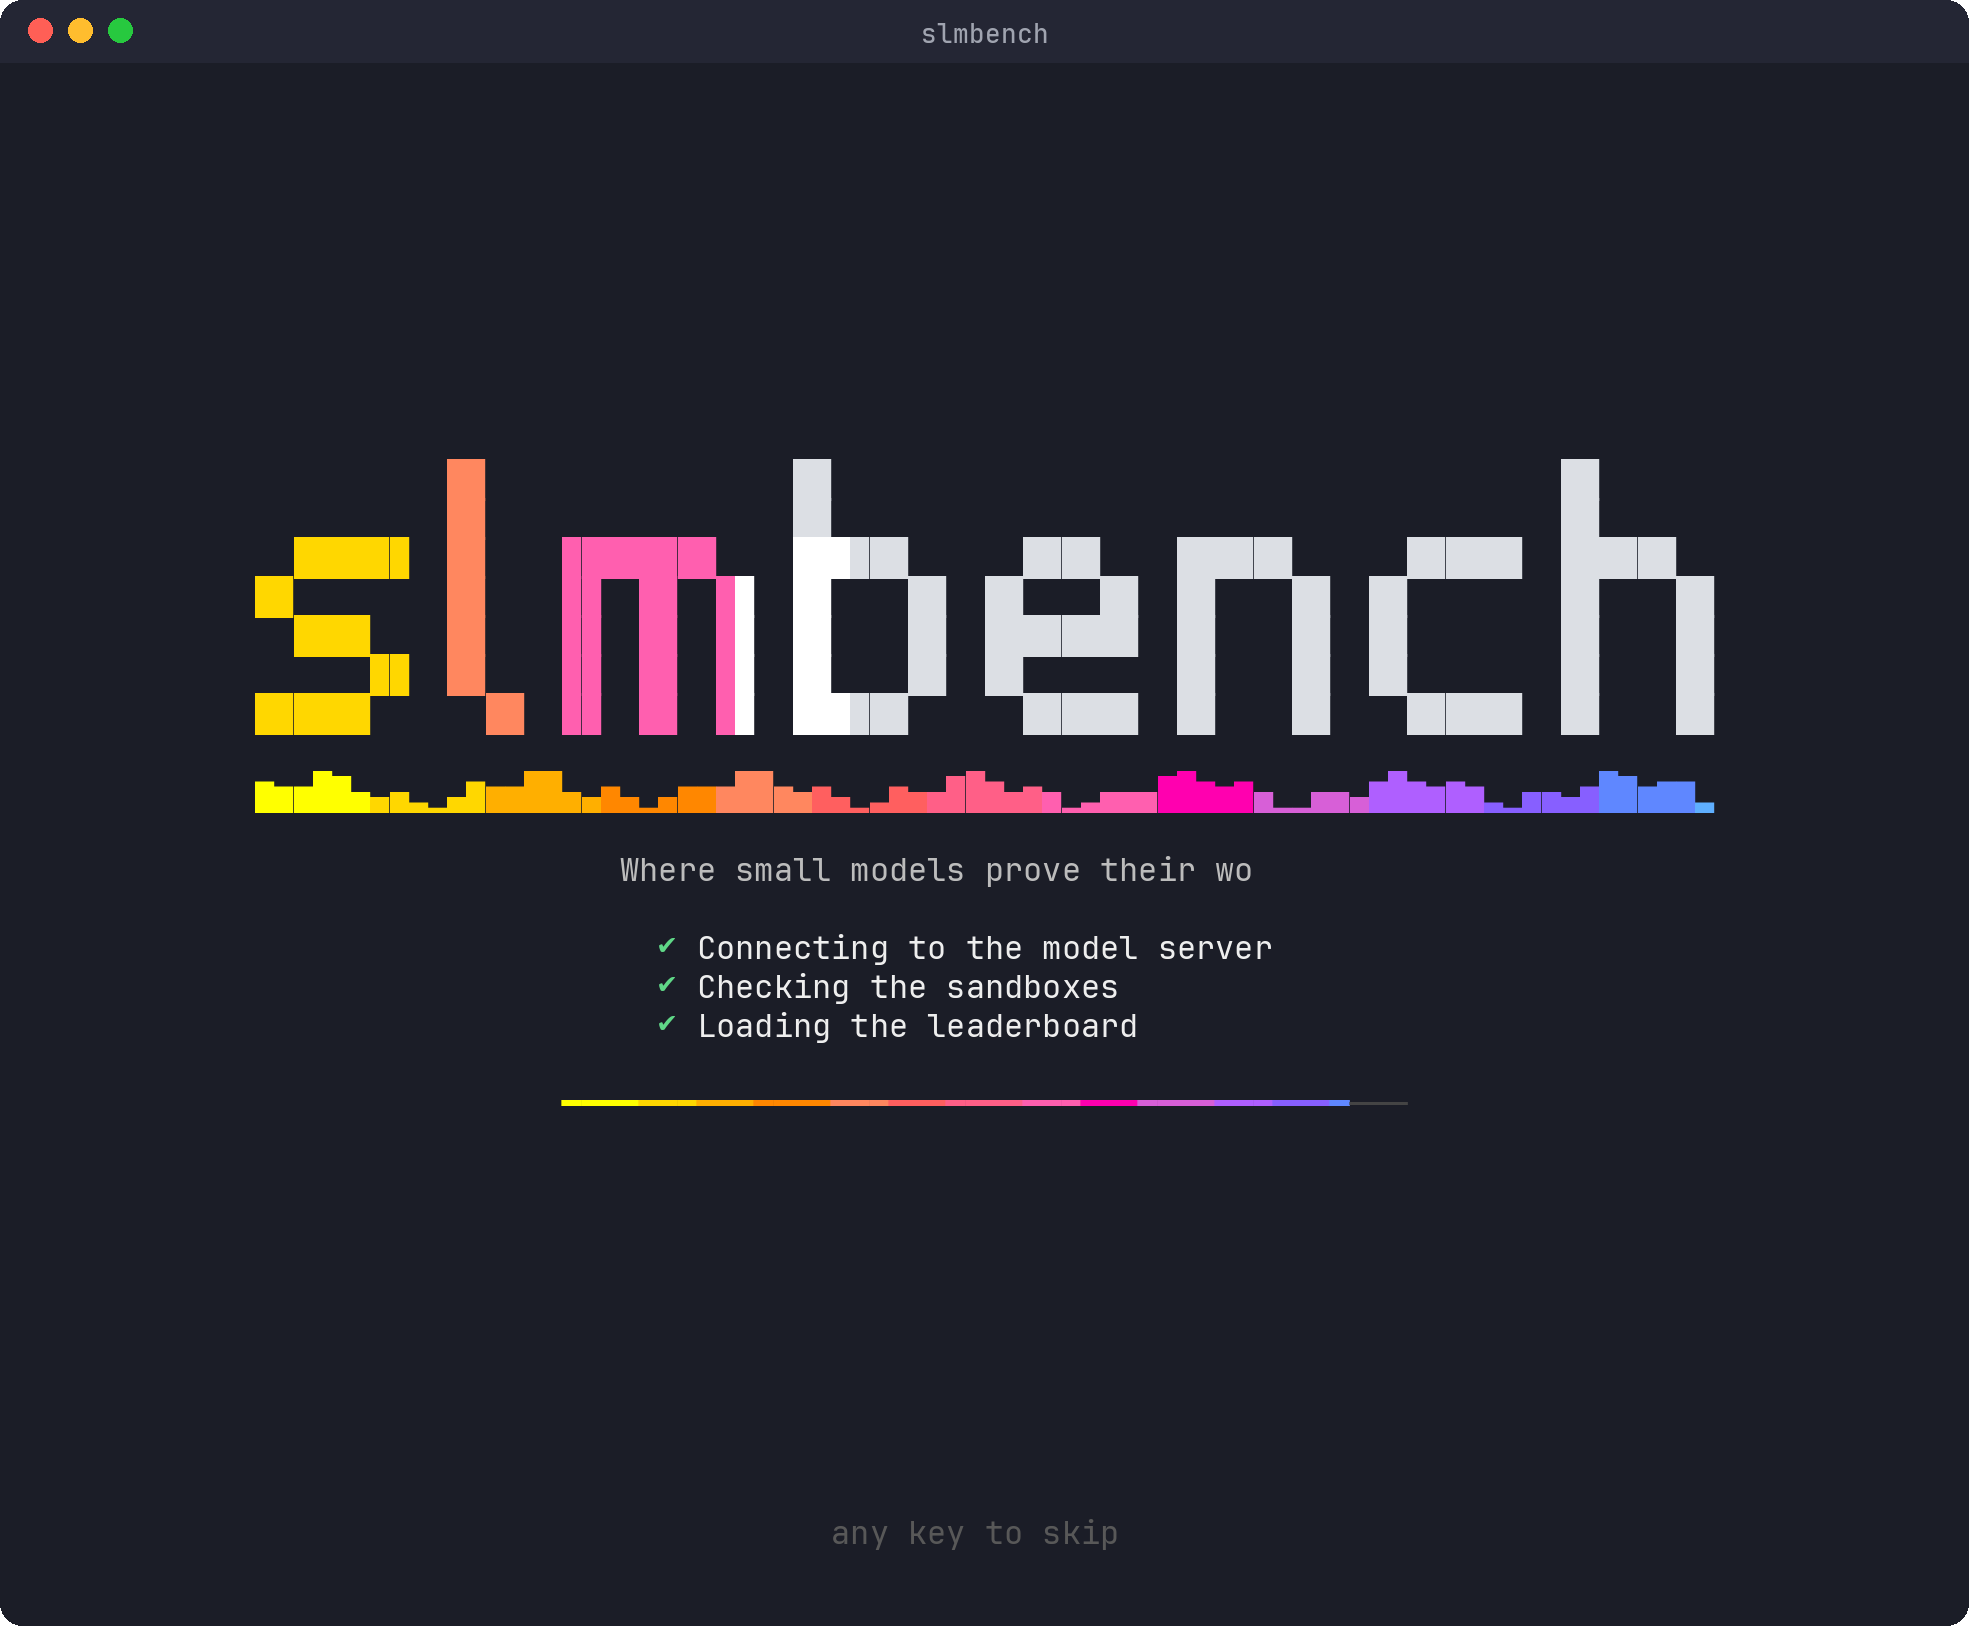 slmbench
slmbench
Where small models prove their wo
✔ Connecting to the model server
✔ Checking the sandboxes
✔ Loading the leaderboard
any key to skip